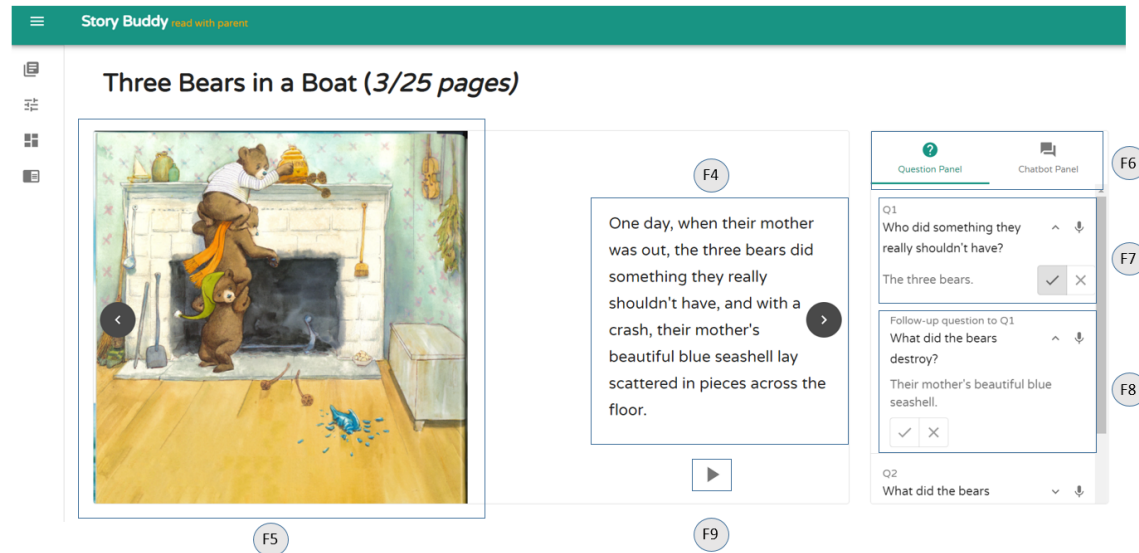 Story Buddy read with parent
Three Bears in a Boat (3/25 pages)
F4
One day, when their mother
was out, the three bears did
something they really
shouldn't have, and with a
crash, their mother's
beautiful blue seashell lay
scattered in pieces across the
floor.
F5
F9
Question Panel
Chatbot Panel
F6
Q1
Who did something they
really shouldn't have?
The three bears.
F7
Follow-up question to Q1
What did the bears
destroy?
Their mother's beautiful blue
seashell.
F8
Q2
What did the bears